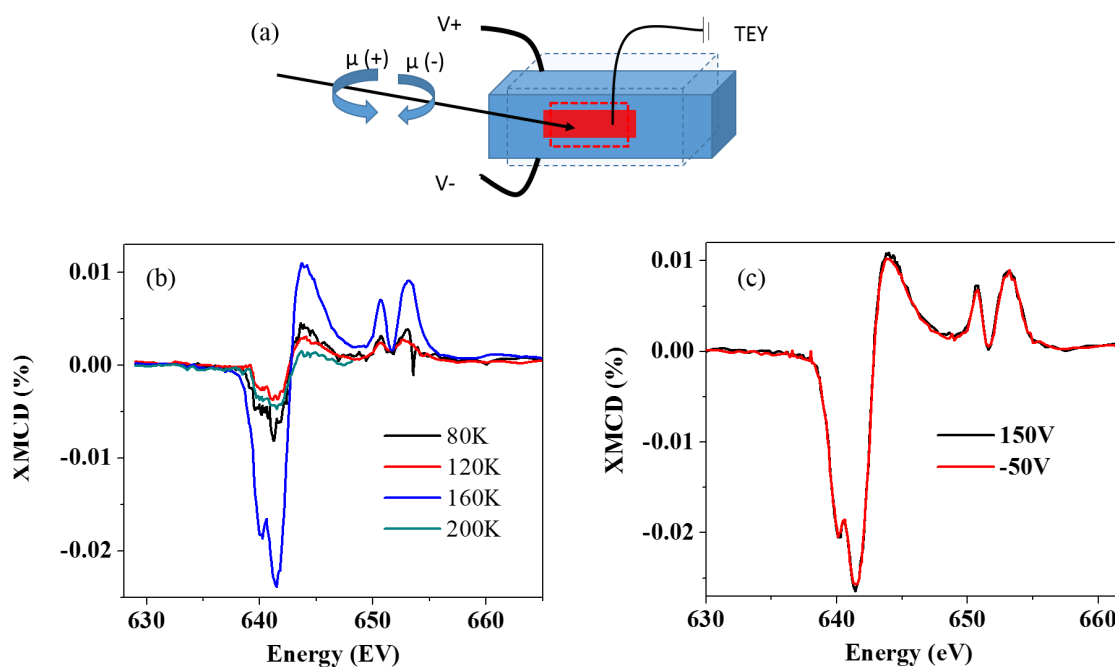 (a)
V+
TEY
μ (+) μ (-)
V-
(b)
XMCD (%)
0.01
0.00
-0.01
-0.02
80K
120K
160K
200K
630 640 650 660
Energy (EV)
(c)
XMCD (%)
0.01
0.00
-0.01
-0.02
150V
-50V
630 640 650 660
Energy (eV)